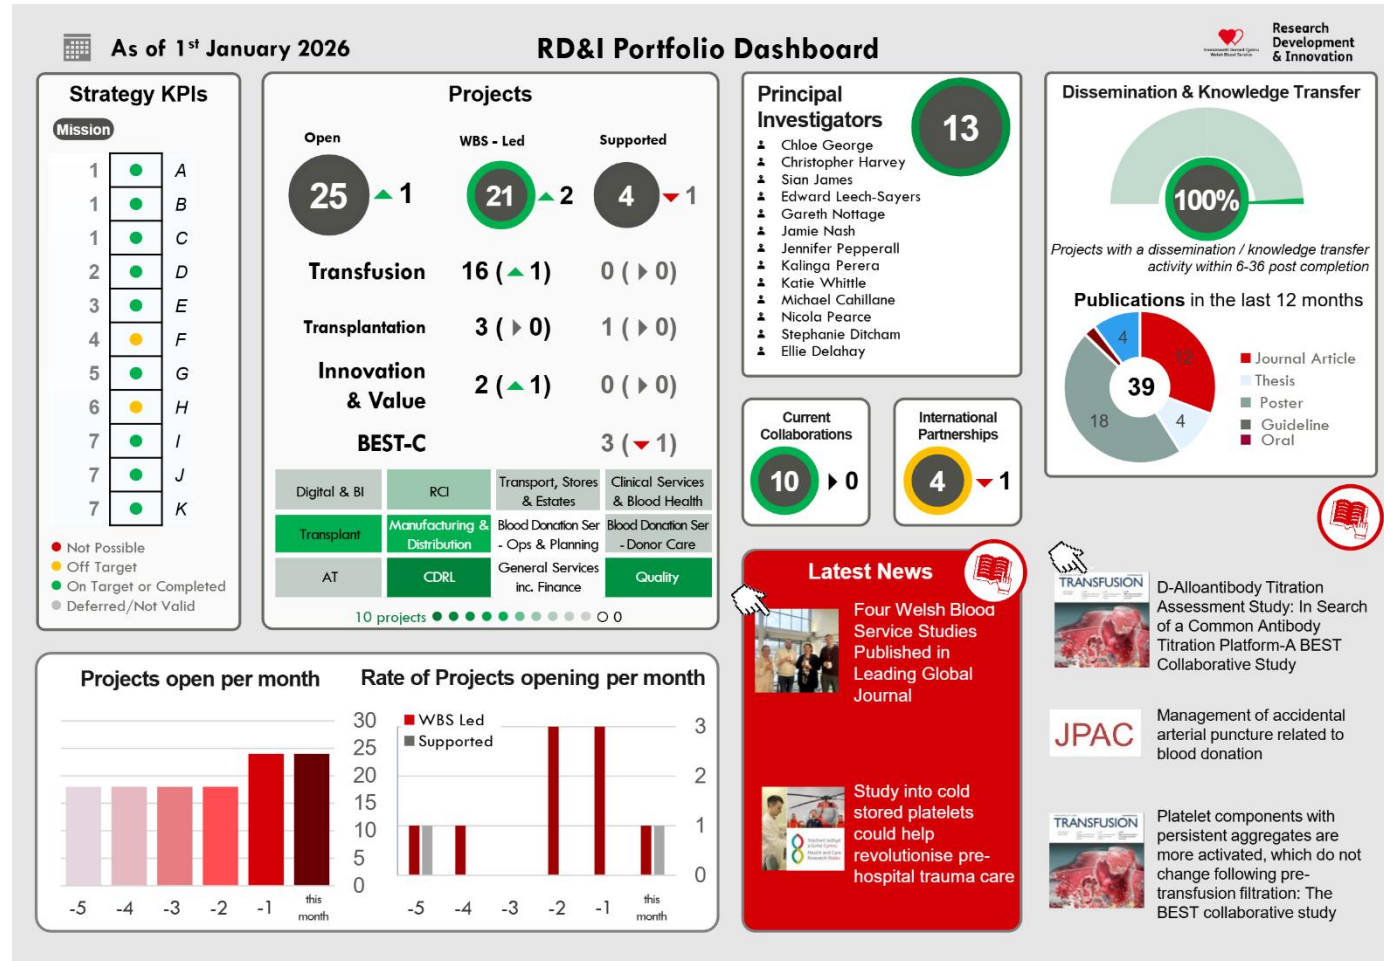 As of 1st January 2026
RD&I Portfolio Dashboard
Research
Development
& Innovation
Strategy KPIs
Mission
1 A
1 B
1 C
2 D
3 E
4 F
5 G
6 H
7 I
7 J
7 K
Not Possible
Off Target
On Target or Completed
Deferred/Not Valid
Projects
Open
WBS - Led
Supported
25 1
21 2
4 1
Transfusion 16 ( 1) 0 ( 0)
Transplantation 3 ( 0) 1 ( 0)
Innovation
& Value
2 ( 1) 0 ( 0)
BEST-C 3 ( 1)
Digital & BI
RCI
Transport, Stores
& Estates
Clinical Services
& Blood Health
Transplant
Manufacturing &
Distribution
Blood Donation Ser
- Ops & Planning
Blood Donation Ser
- Donor Care
AT
CDRL
General Services
inc. Finance
Quality
10 projects 0
Principal
Investigators
13
Chloe George
Christopher Harvey
Sian James
Edward Leech-Sayers
Gareth Nottage
Jamie Nash
Jennifer Pepperall
Kalinga Perera
Katie Whittle
Michael Cahillane
Nicola Pearce
Stephanie Ditcham
Ellie Delahay
Current
Collaborations
10 0
International
Partnerships
4 1
Dissemination & Knowledge Transfer
100%
Projects with a dissemination / knowledge transfer
activity within 6-36 post completion
Publications in the last 12 months
4
12
39
18
4
Journal Article
Thesis
Poster
Guideline
Oral
Projects open per month
30
25
20
15
10
5
0
-5 -4 -3 -2 -1 this
month
Rate of Projects opening per month
WBS Led
Supported
3
2
1
0
-5 -4 -3 -2 -1 this
month
Latest News
Four Welsh Blood
Service Studies
Published in
Leading Global
Journal
Study into cold
stored platelets
could help
revolutionise pre-
hospital trauma care
TRANSFUSION
D-Alloantibody Titration
Assessment Study: In Search
of a Common Antibody
Titration Platform-A BEST
Collaborative Study
JPAC
Management of accidental
arterial puncture related to
blood donation
TRANSFUSION
Platelet components with
persistent aggregates are
more activated, which do not
change following pre-
transfusion filtration: The
BEST collaborative study